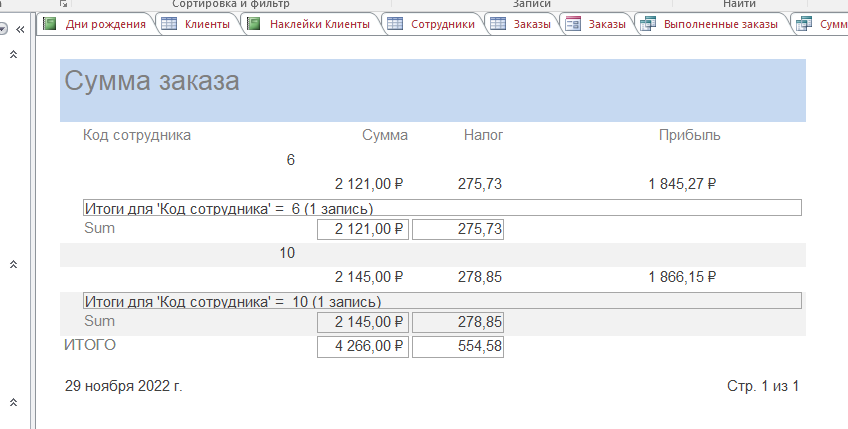 Сортировка и фильтр Записи Найти
Дни рождения Клиенты Наклейки Клиенты Сотрудники Заказы Заказы Выполненные заказы Сумм
Сумма заказа
Код сотрудника Сумма Налог Прибыль
6
2 121,00 ₽ 275,73 1 845,27 ₽
Итоги для 'Код сотрудника' = 6 (1 запись)
Sum 2 121,00 ₽ 275,73
10
2 145,00 ₽ 278,85 1 866,15 ₽
Итоги для 'Код сотрудника' = 10 (1 запись)
Sum 2 145,00 ₽ 278,85
ИТОГО 4 266,00 ₽ 554,58
29 ноября 2022 г. Стр. 1 из 1